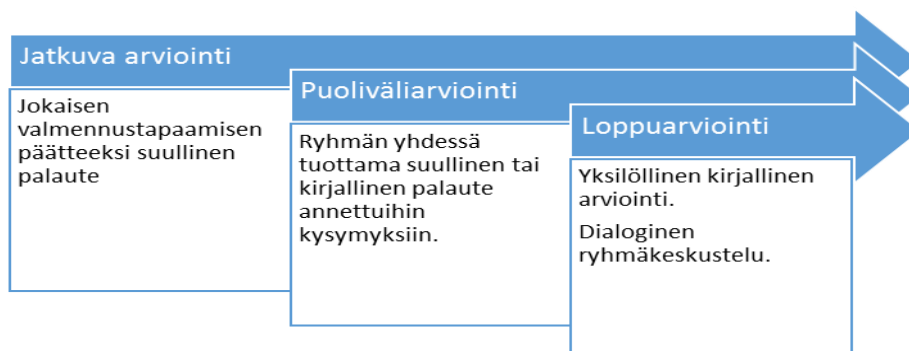 Jatkuva arviointi
Jokaisen
valmennustapaamisen
päätteeksi suullinen
palaute
Puoliväliarviointi
Ryhmän yhdessä
tuottama suullinen tai
kirjallinen palaute
annettuihin
kysymyksiin.
Loppuarviointi
Yksilöllinen kirjallinen
arviointi.
Dialoginen
ryhmäkeskustelu.